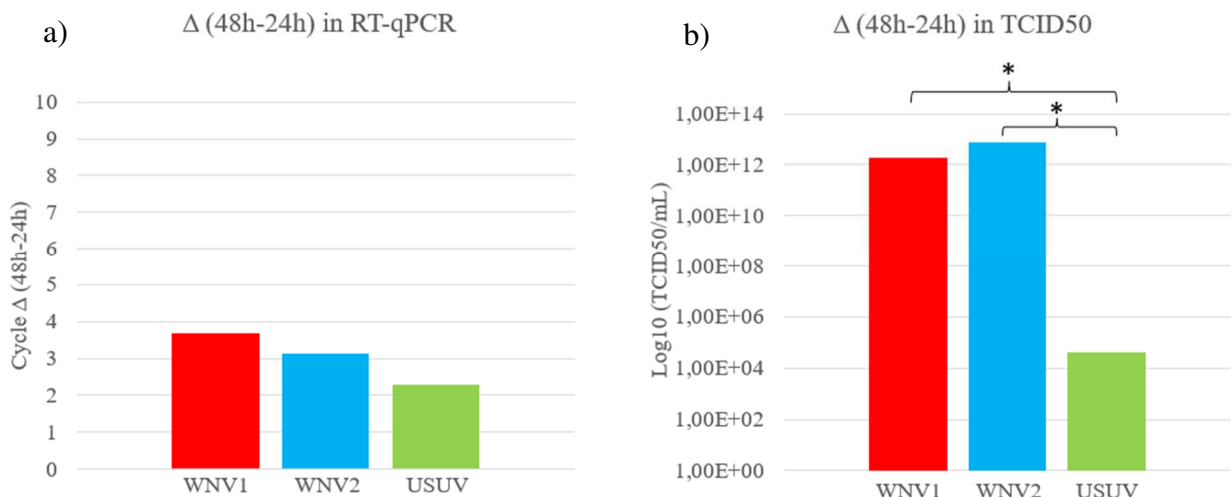 a)
Δ (48h-24h) in RT-qPCR
Cycle Δ (48h-24h)
10
9
8
7
6
5
4
3
2
1
0
WNV1 WNV2 USUV
b)
Δ (48h-24h) in TCID50
*
*
Log10 (TCID50/mL)
1,00E+14
1,00E+12
1,00E+10
1,00E+08
1,00E+06
1,00E+04
1,00E+02
1,00E+00
WNV1 WNV2 USUV